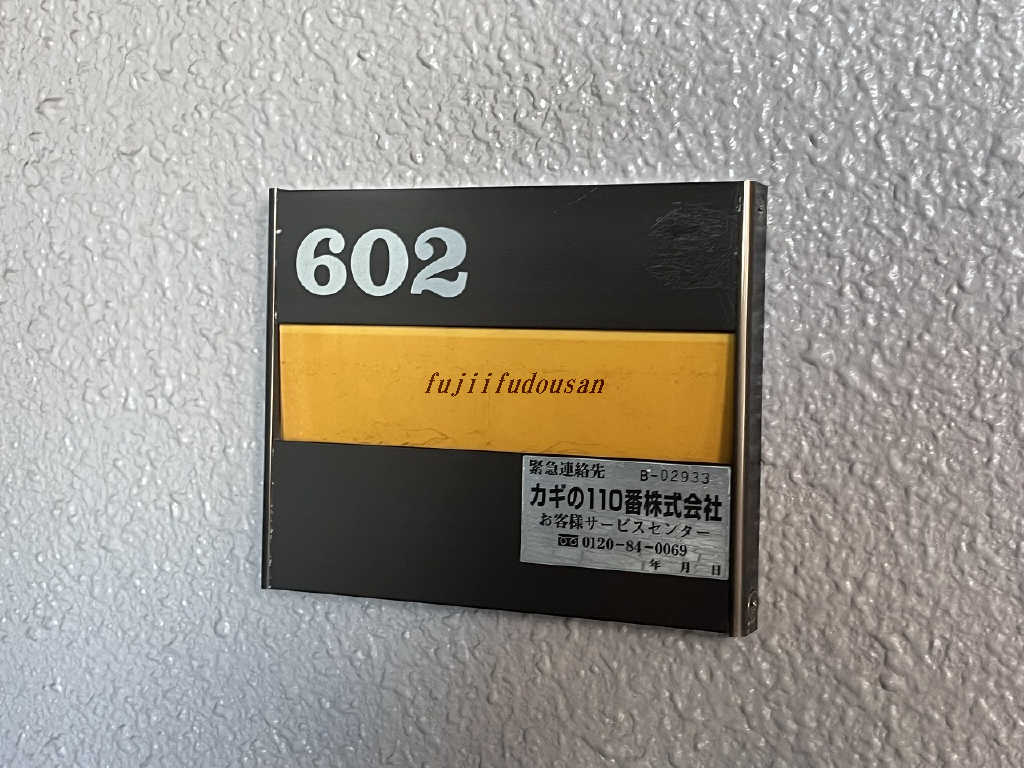 602
fujiifudousan
緊急連絡先 B-02933
カギの110番株式会社
お客様サービスセンター
0120-84-0069
年 月 日